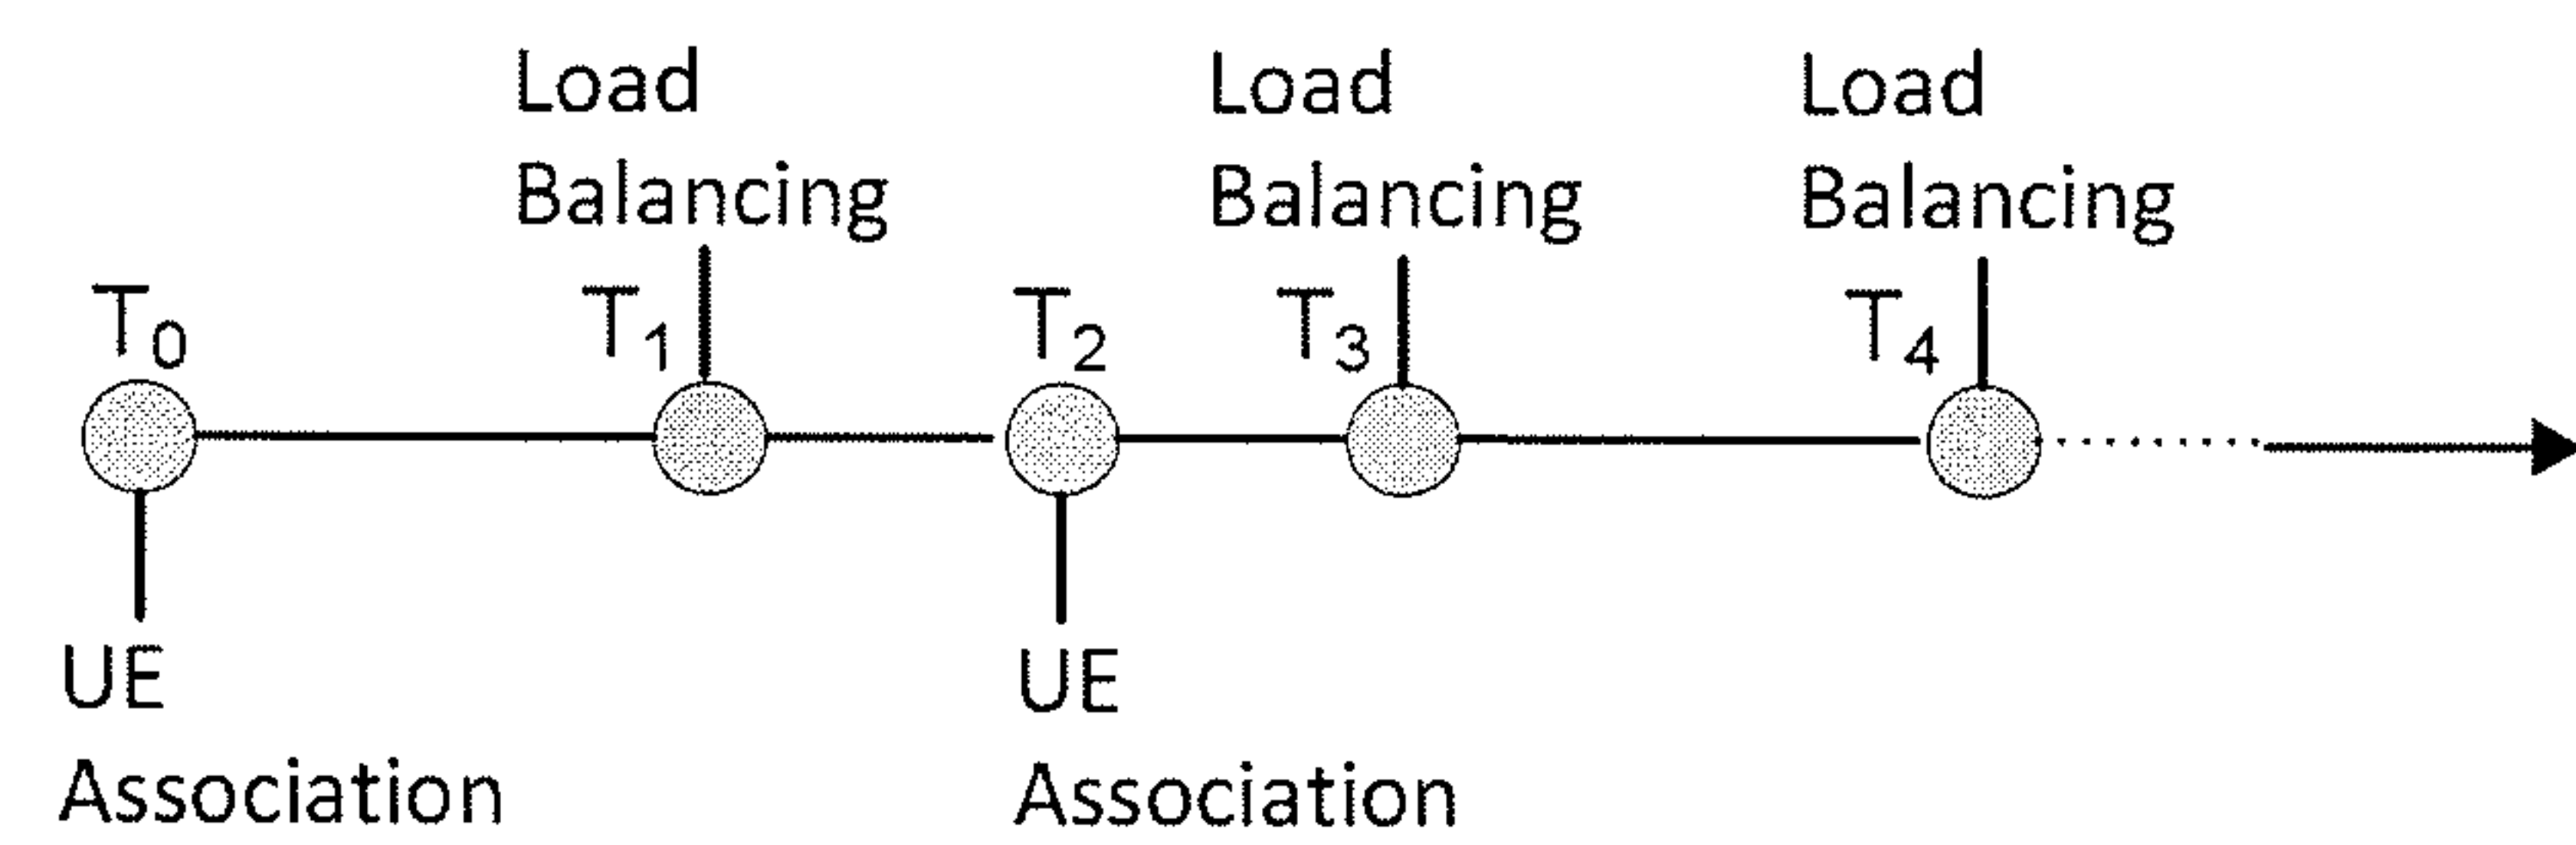 Load
Balancing
Load
Balancing
Load
Balancing
T0
T1
T2
T3
T4
UE
Association
UE
Association